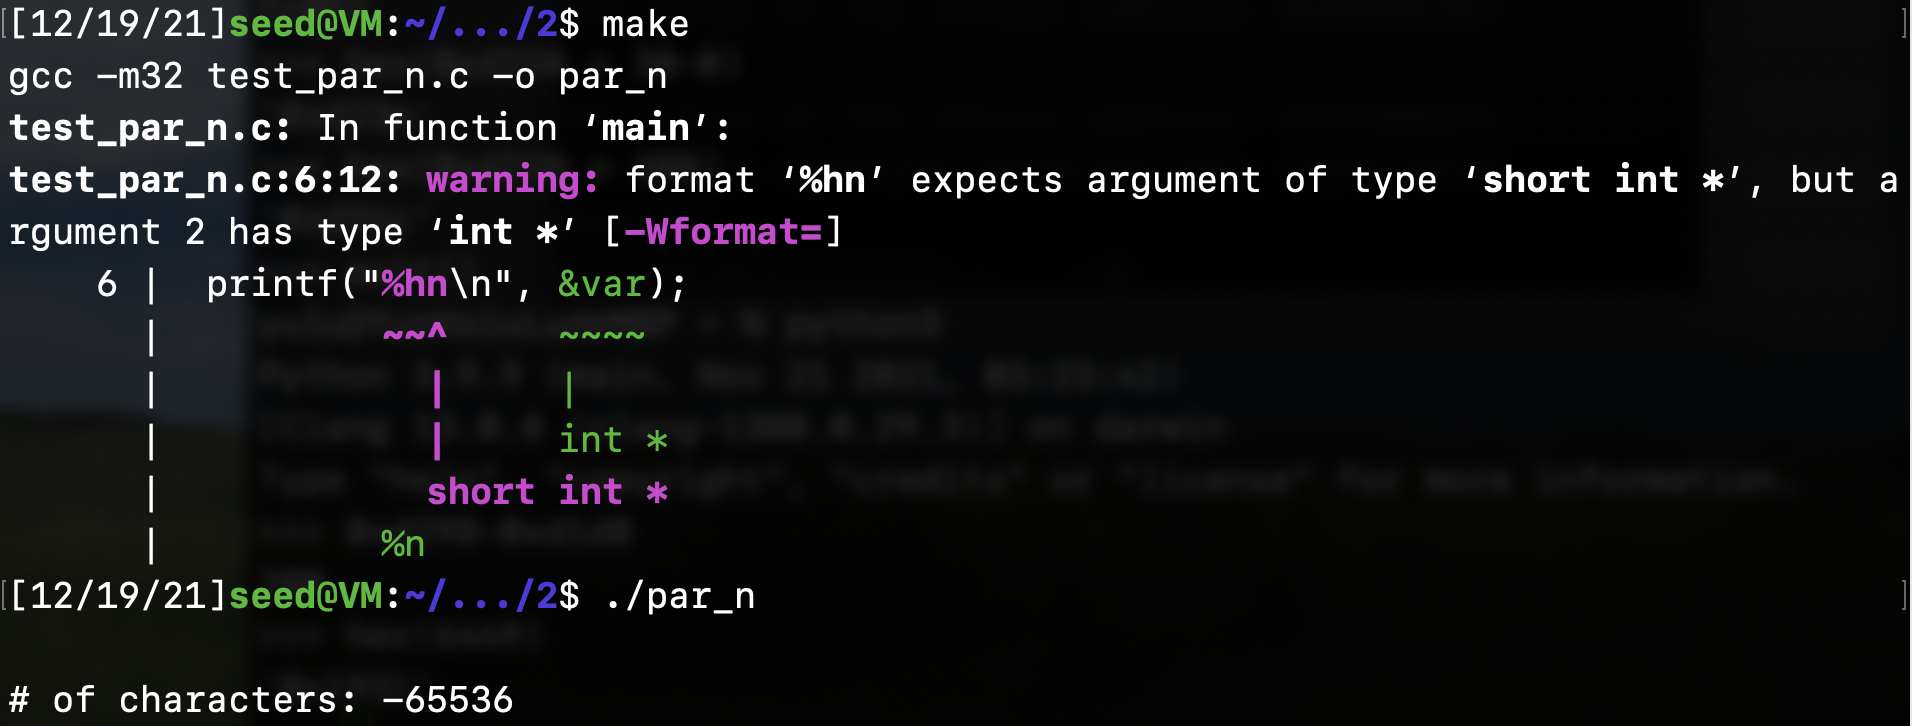 [[12/19/21]seed@VM:~/.../2$ make ]
gcc -m32 test_par_n.c -o par_n
test_par_n.c: In function ‘main’:
test_par_n.c:6:12: warning: format ‘%hn’ expects argument of type ‘short int *’, but a
rgument 2 has type ‘int *’ [-Wformat=]
    6 |  printf("%hn\n", &var);
      |          ~~^     ~~~~
      |            |     |
      |            |     int *
      |            short int *
      |          %n
[[12/19/21]seed@VM:~/.../2$ ./par_n ]
# of characters: -65536